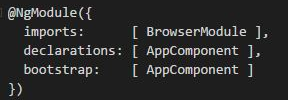 @NgModule({
  imports:      [ BrowserModule ],
  declarations: [ AppComponent ],
  bootstrap:    [ AppComponent ]
})